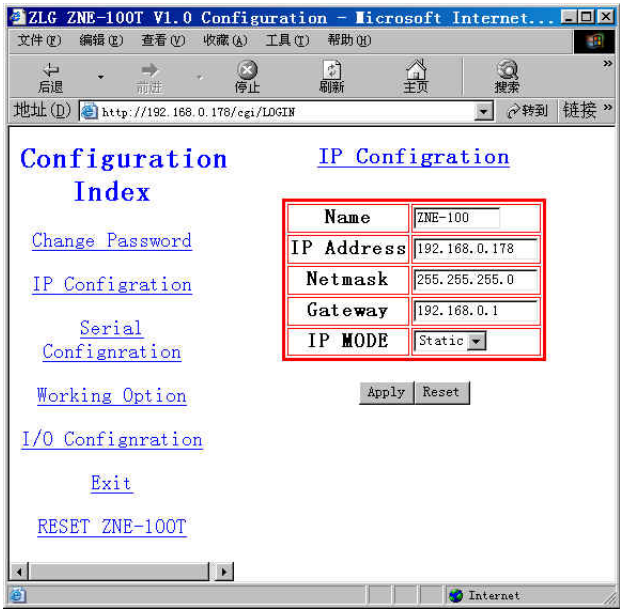 ZLG ZNE-100T V1.0 Configuration - Microsoft Internet...
文件(F) 编辑(E) 查看(V) 收藏(A) 工具(T) 帮助(H)
后退 前进 停止 刷新 主页 搜索 »
地址(D) http://192.168.0.178/cgi/LOGIN 转到 链接 »
Configuration
Index
Change Password
IP Configration
Serial
Confignration
Working Option
I/O Confignration
Exit
RESET ZNE-100T
IP Configration
Name ZNE-100
IP Address 192.168.0.178
Netmask 255.255.255.0
Gateway 192.168.0.1
IP MODE Static
Apply Reset
Internet